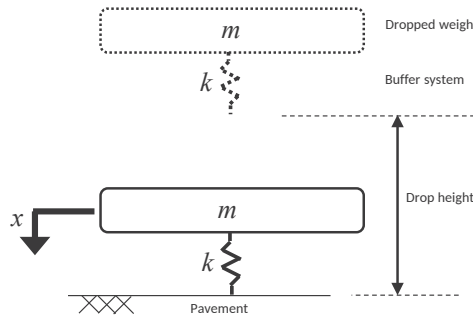 m
Dropped weigh
k
Buffer system
Drop height
m
x
k
Pavement